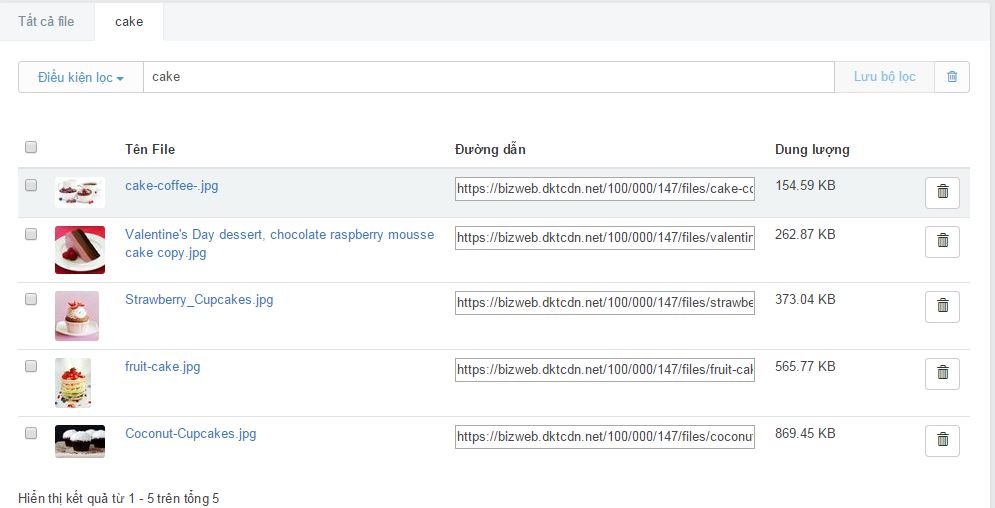 Tất cả file cake
Điều kiện lọc cake Lưu bộ lọc
Tên File Đường dẫn Dung lượng
cake-coffee-.jpg https://bizweb.dktcdn.net/100/000/147/files/cake-co 154.59 KB
Valentine's Day dessert, chocolate raspberry mousse https://bizweb.dktcdn.net/100/000/147/files/valentin 262.87 KB
cake copy.jpg
Strawberry_Cupcakes.jpg https://bizweb.dktcdn.net/100/000/147/files/strawbe 373.04 KB
fruit-cake.jpg https://bizweb.dktcdn.net/100/000/147/files/fruit-cak 565.77 KB
Coconut-Cupcakes.jpg https://bizweb.dktcdn.net/100/000/147/files/coconut 869.45 KB
Hiển thị kết quả từ 1 - 5 trên tổng 5